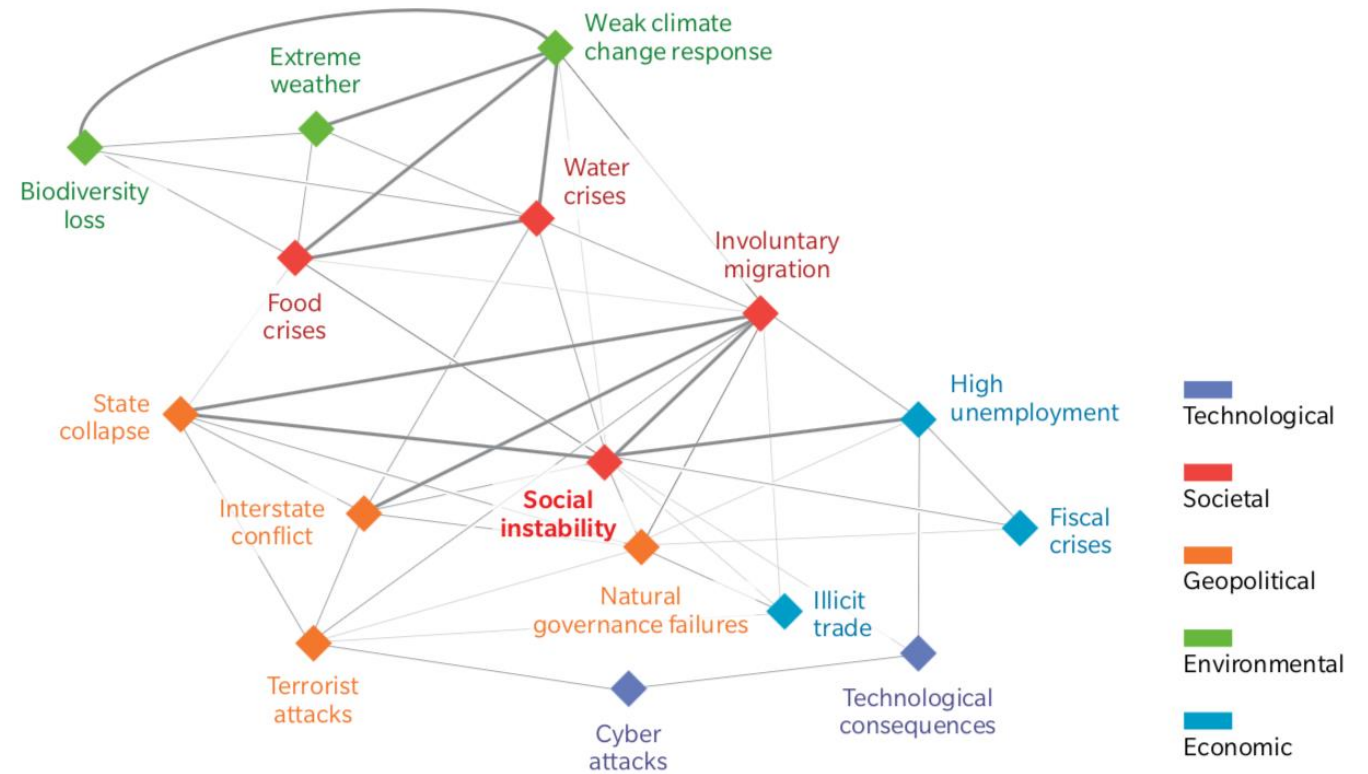 Weak climate
change response
Extreme
weather
Biodiversity
loss
Water
crises
Involuntary
migration
Food
crises
High
unemployment
State
collapse
Interstate
conflict
Social
instability
Fiscal
crises
Natural
governance failures
Illicit
trade
Terrorist
attacks
Cyber
attacks
Technological
consequences
Technological
Societal
Geopolitical
Environmental
Economic